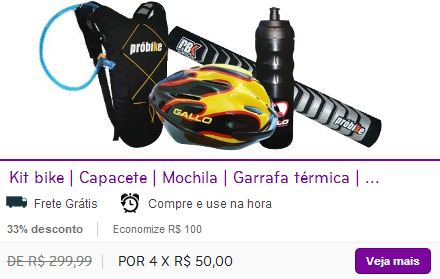 próbike
PBK
GALLO
LLO
próbike
Kit bike | Capacete | Mochila | Garrafa térmica | ...
Frete Grátis
Compre e use na hora
33% desconto
Economize R$ 100
DE R$ 299,99
POR 4 X R$ 50,00
Veja mais